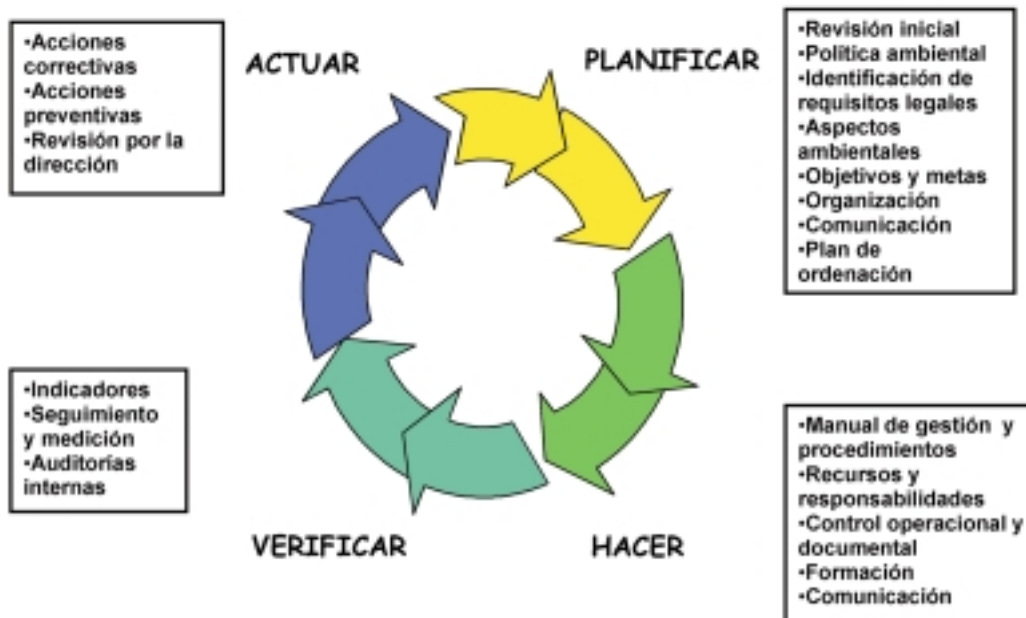 •Acciones
correctivas
•Acciones
preventivas
•Revisión por la
dirección
ACTUAR
PLANIFICAR
•Revisión inicial
•Política ambiental
•Identificación de
requisitos legales
•Aspectos
ambientales
•Objetivos y metas
•Organización
•Comunicación
•Plan de
ordenación
•Indicadores
•Seguimiento
y medición
•Auditorías
internas
VERIFICAR
HACER
•Manual de gestión y
procedimientos
•Recursos y
responsabilidades
•Control operacional y
documental
•Formación
•Comunicación